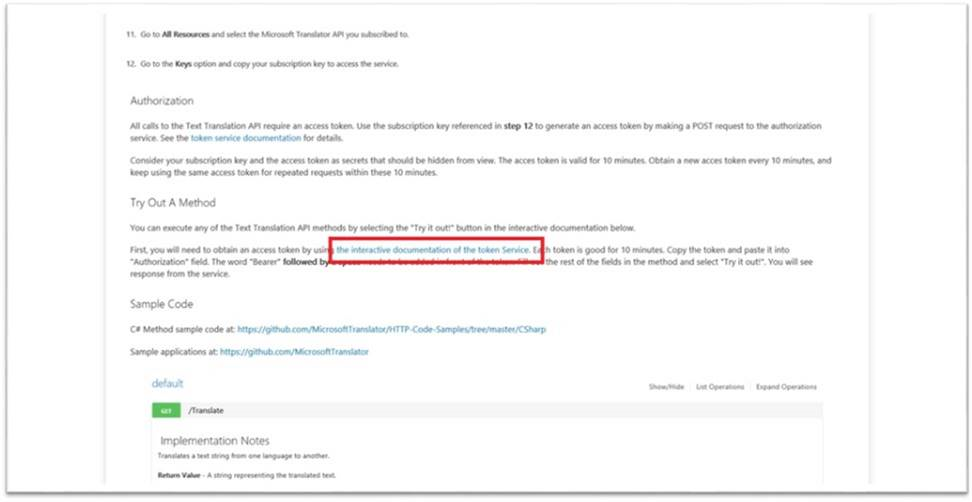 11. Go to All Resources and select the Microsoft Translator API you subscribed to.
12. Go to the Keys option and copy your subscription key to access the service.
Authorization
All calls to the Text Translation API require an access token. Use the subscription key referenced in step 12 to generate an access token by making a POST request to the authorization
service. See the token service documentation for details.
Consider your subscription key and the access token as secrets that should be hidden from view. The acces token is valid for 10 minutes. Obtain a new acces token every 10 minutes, and
keep using the same access token for repeated requests within these 10 minutes.
Try Out A Method
You can execute any of the Text Translation API methods by selecting the "Try it out!" button in the interactive documentation below.
First, you will need to obtain an access token by using the interactive documentation of the token Service. Each token is good for 10 minutes. Copy the token and paste it into
"Authorization" field. The word "Bearer" followed by a the rest of the fields in the method and select "Try it out!". You will see
response from the service.
Sample Code
C# Method sample code at: https://github.com/MicrosoftTranslator/HTTP-Code-Samples/tree/master/CSharp
Sample applications at: https://github.com/MicrosoftTranslator
default
Show/Hide List Operations Expand Operations
GET /Translate
Implementation Notes
Translates a text string from one language to another.
Return Value - A string representing the translated text.